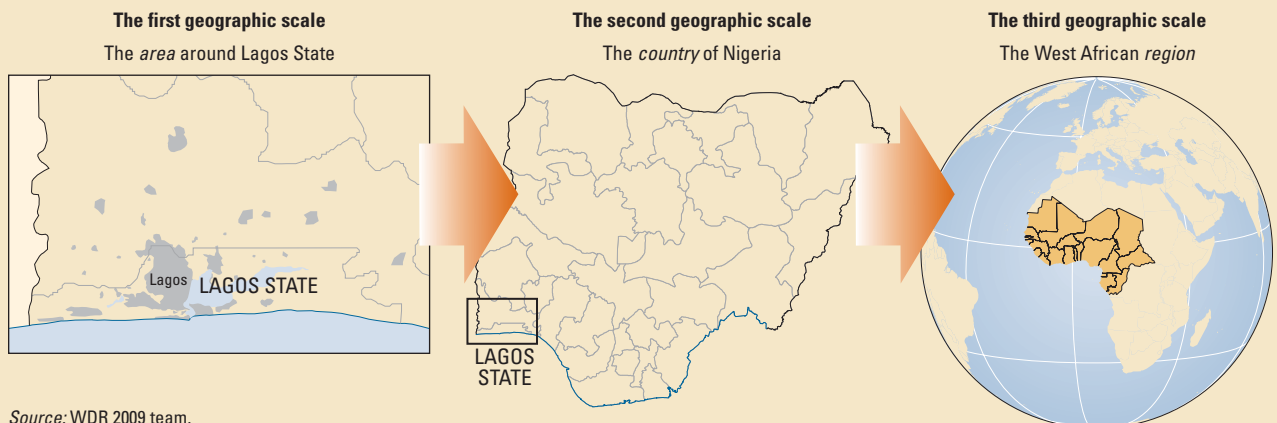 The first geographic scale
The area around Lagos State
Lagos
LAGOS STATE
The second geographic scale
The country of Nigeria
LAGOS
STATE
The third geographic scale
The West African region
Source: WDR 2009 team.